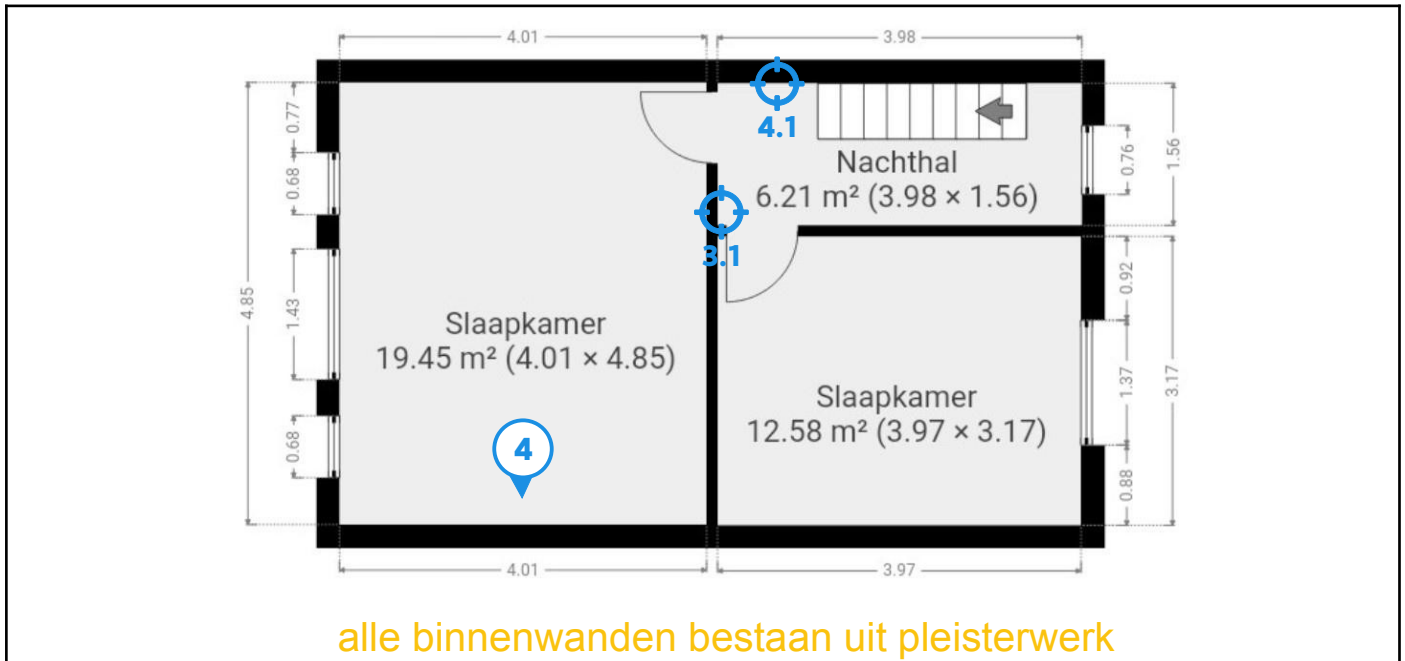 4.01
3.98
4.1
0.77
0.76
1.56
Nachthal
6.21 m² (3.98 × 1.56)
0.68
3.1
0.92
4.85
1.43
Slaapkamer
19.45 m² (4.01 × 4.85)
1.37
3.17
Slaapkamer
12.58 m² (3.97 × 3.17)
4
0.68
0.88
4.01
3.97
alle binnenwanden bestaan uit pleisterwerk